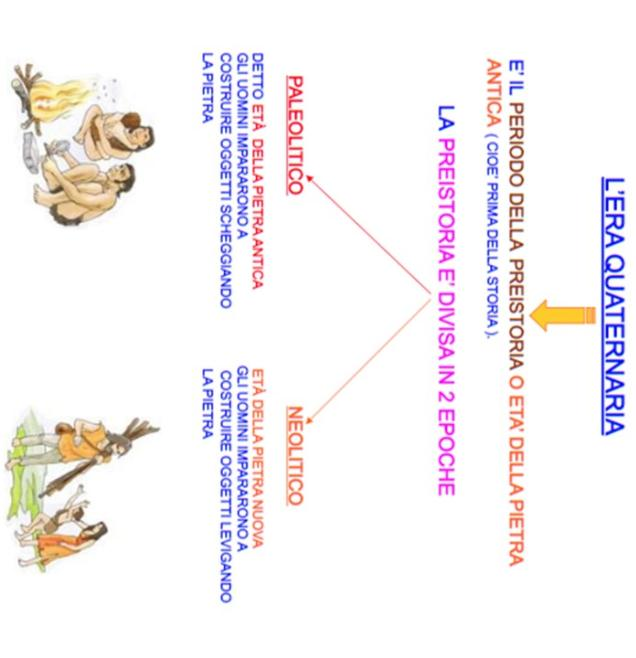 L'ERA QUATERNARIA
E' IL PERIODO DELLA PREISTORIA O ETA' DELLA PIETRA
ANTICA ( CIOE' PRIMA DELLA STORIA ).
LA PREISTORIA E' DIVISA IN 2 EPOCHE
PALEOLITICO
DETTO ETÀ DELLA PIETRA ANTICA
GLI UOMINI IMPARARONO A
COSTRUIRE OGGETTI SCHEGGIANDO
LA PIETRA
NEOLITICO
ETÀ DELLA PIETRA NUOVA
GLI UOMINI IMPARARONO A
COSTRUIRE OGGETTI LEVIGANDO
LA PIETRA